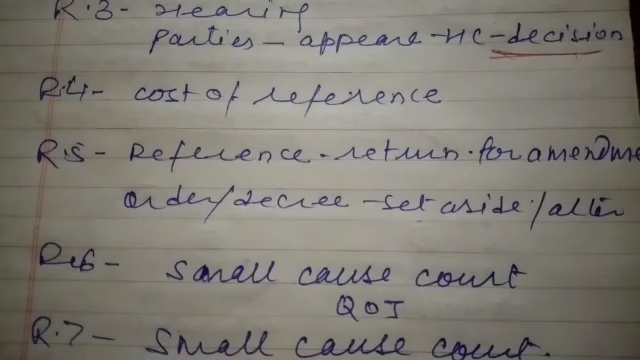 R.3- Hearing
parties - appeare - HC - decision
R.4- cost of reference
R.5- Reference - return - for amendme
order/decree - set aside/alter
R.6- small cause court
QOJ
R.7- small cause court.